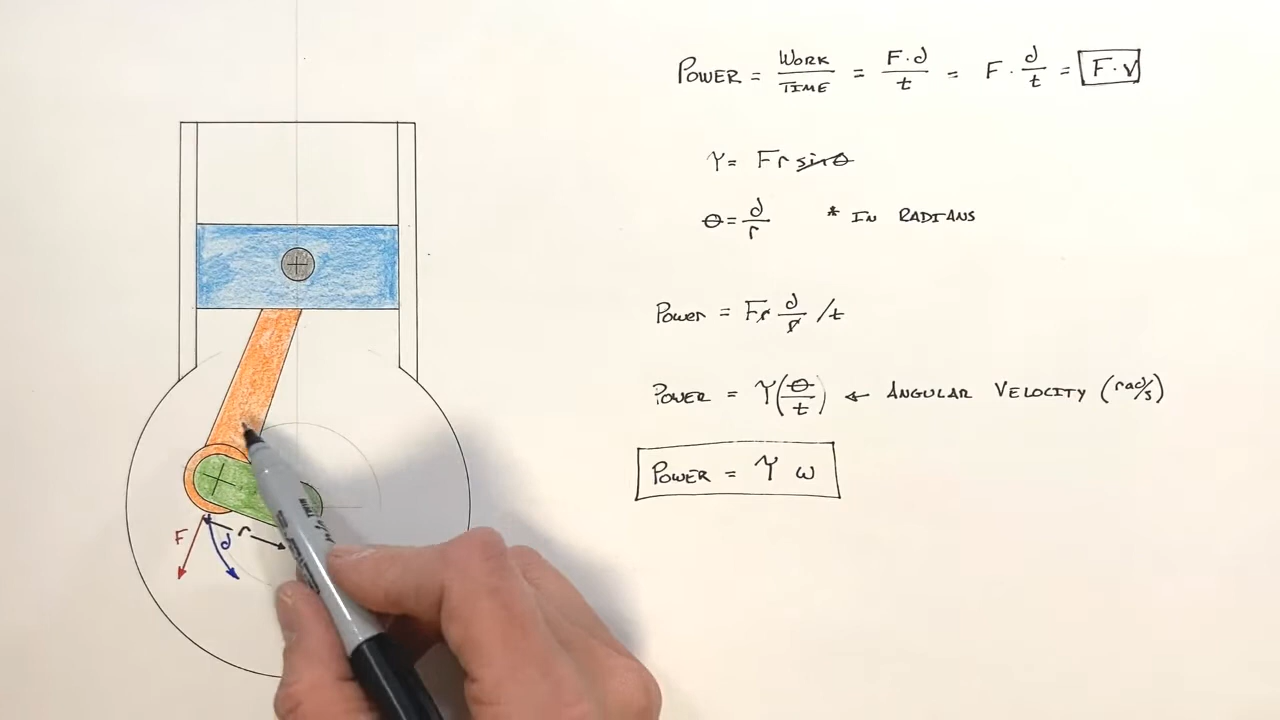 POWER = WORK/TIME = F·d/t = F·d/t = F·V
τ = Fr sinθ
θ = d/r * IN RADIANS
POWER = Fr d/r /t
POWER = τ(θ/t) ← ANGULAR VELOCITY (rad/s)
POWER = τ ω
F d r